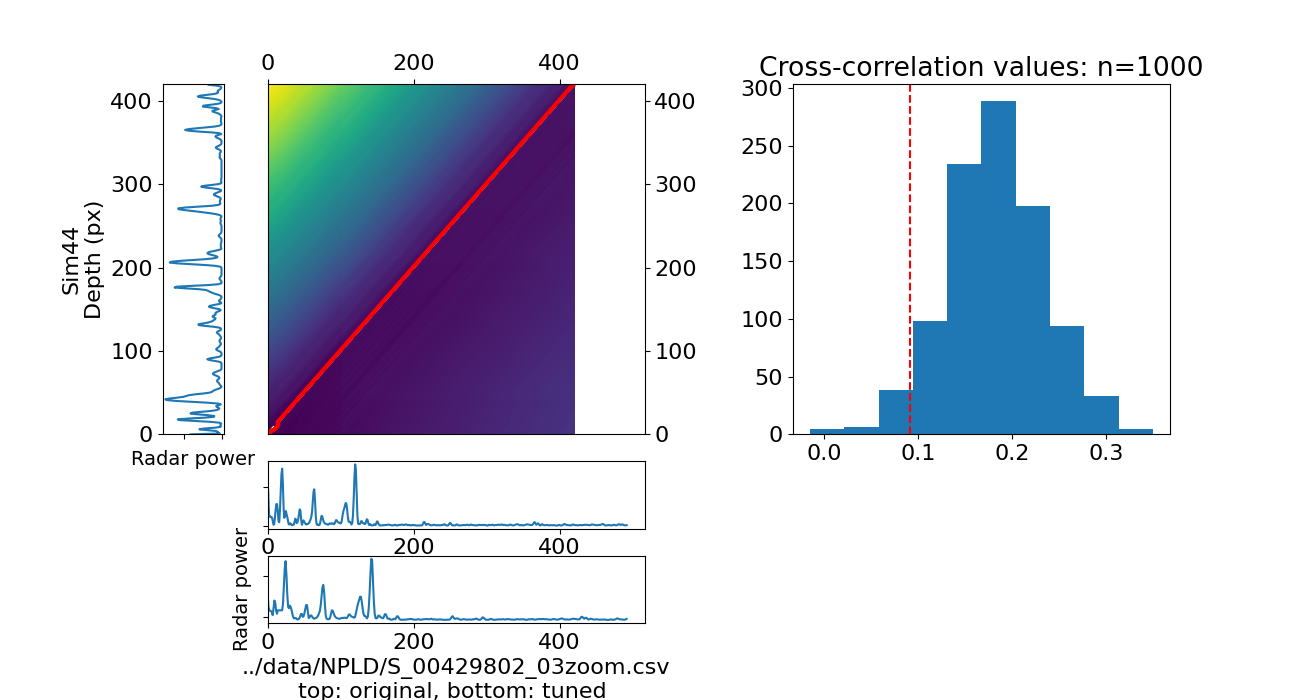 0 200 400
Cross-correlation values: n=1000
400
300
200
100
0
Sim44
Depth (px)
Radar power
400
300
200
100
0
300
250
200
150
100
50
0
0.0 0.1 0.2 0.3
0 200 400
Radar power
0 200 400
../data/NPLD/S_00429802_03zoom.csv
top: original, bottom: tuned